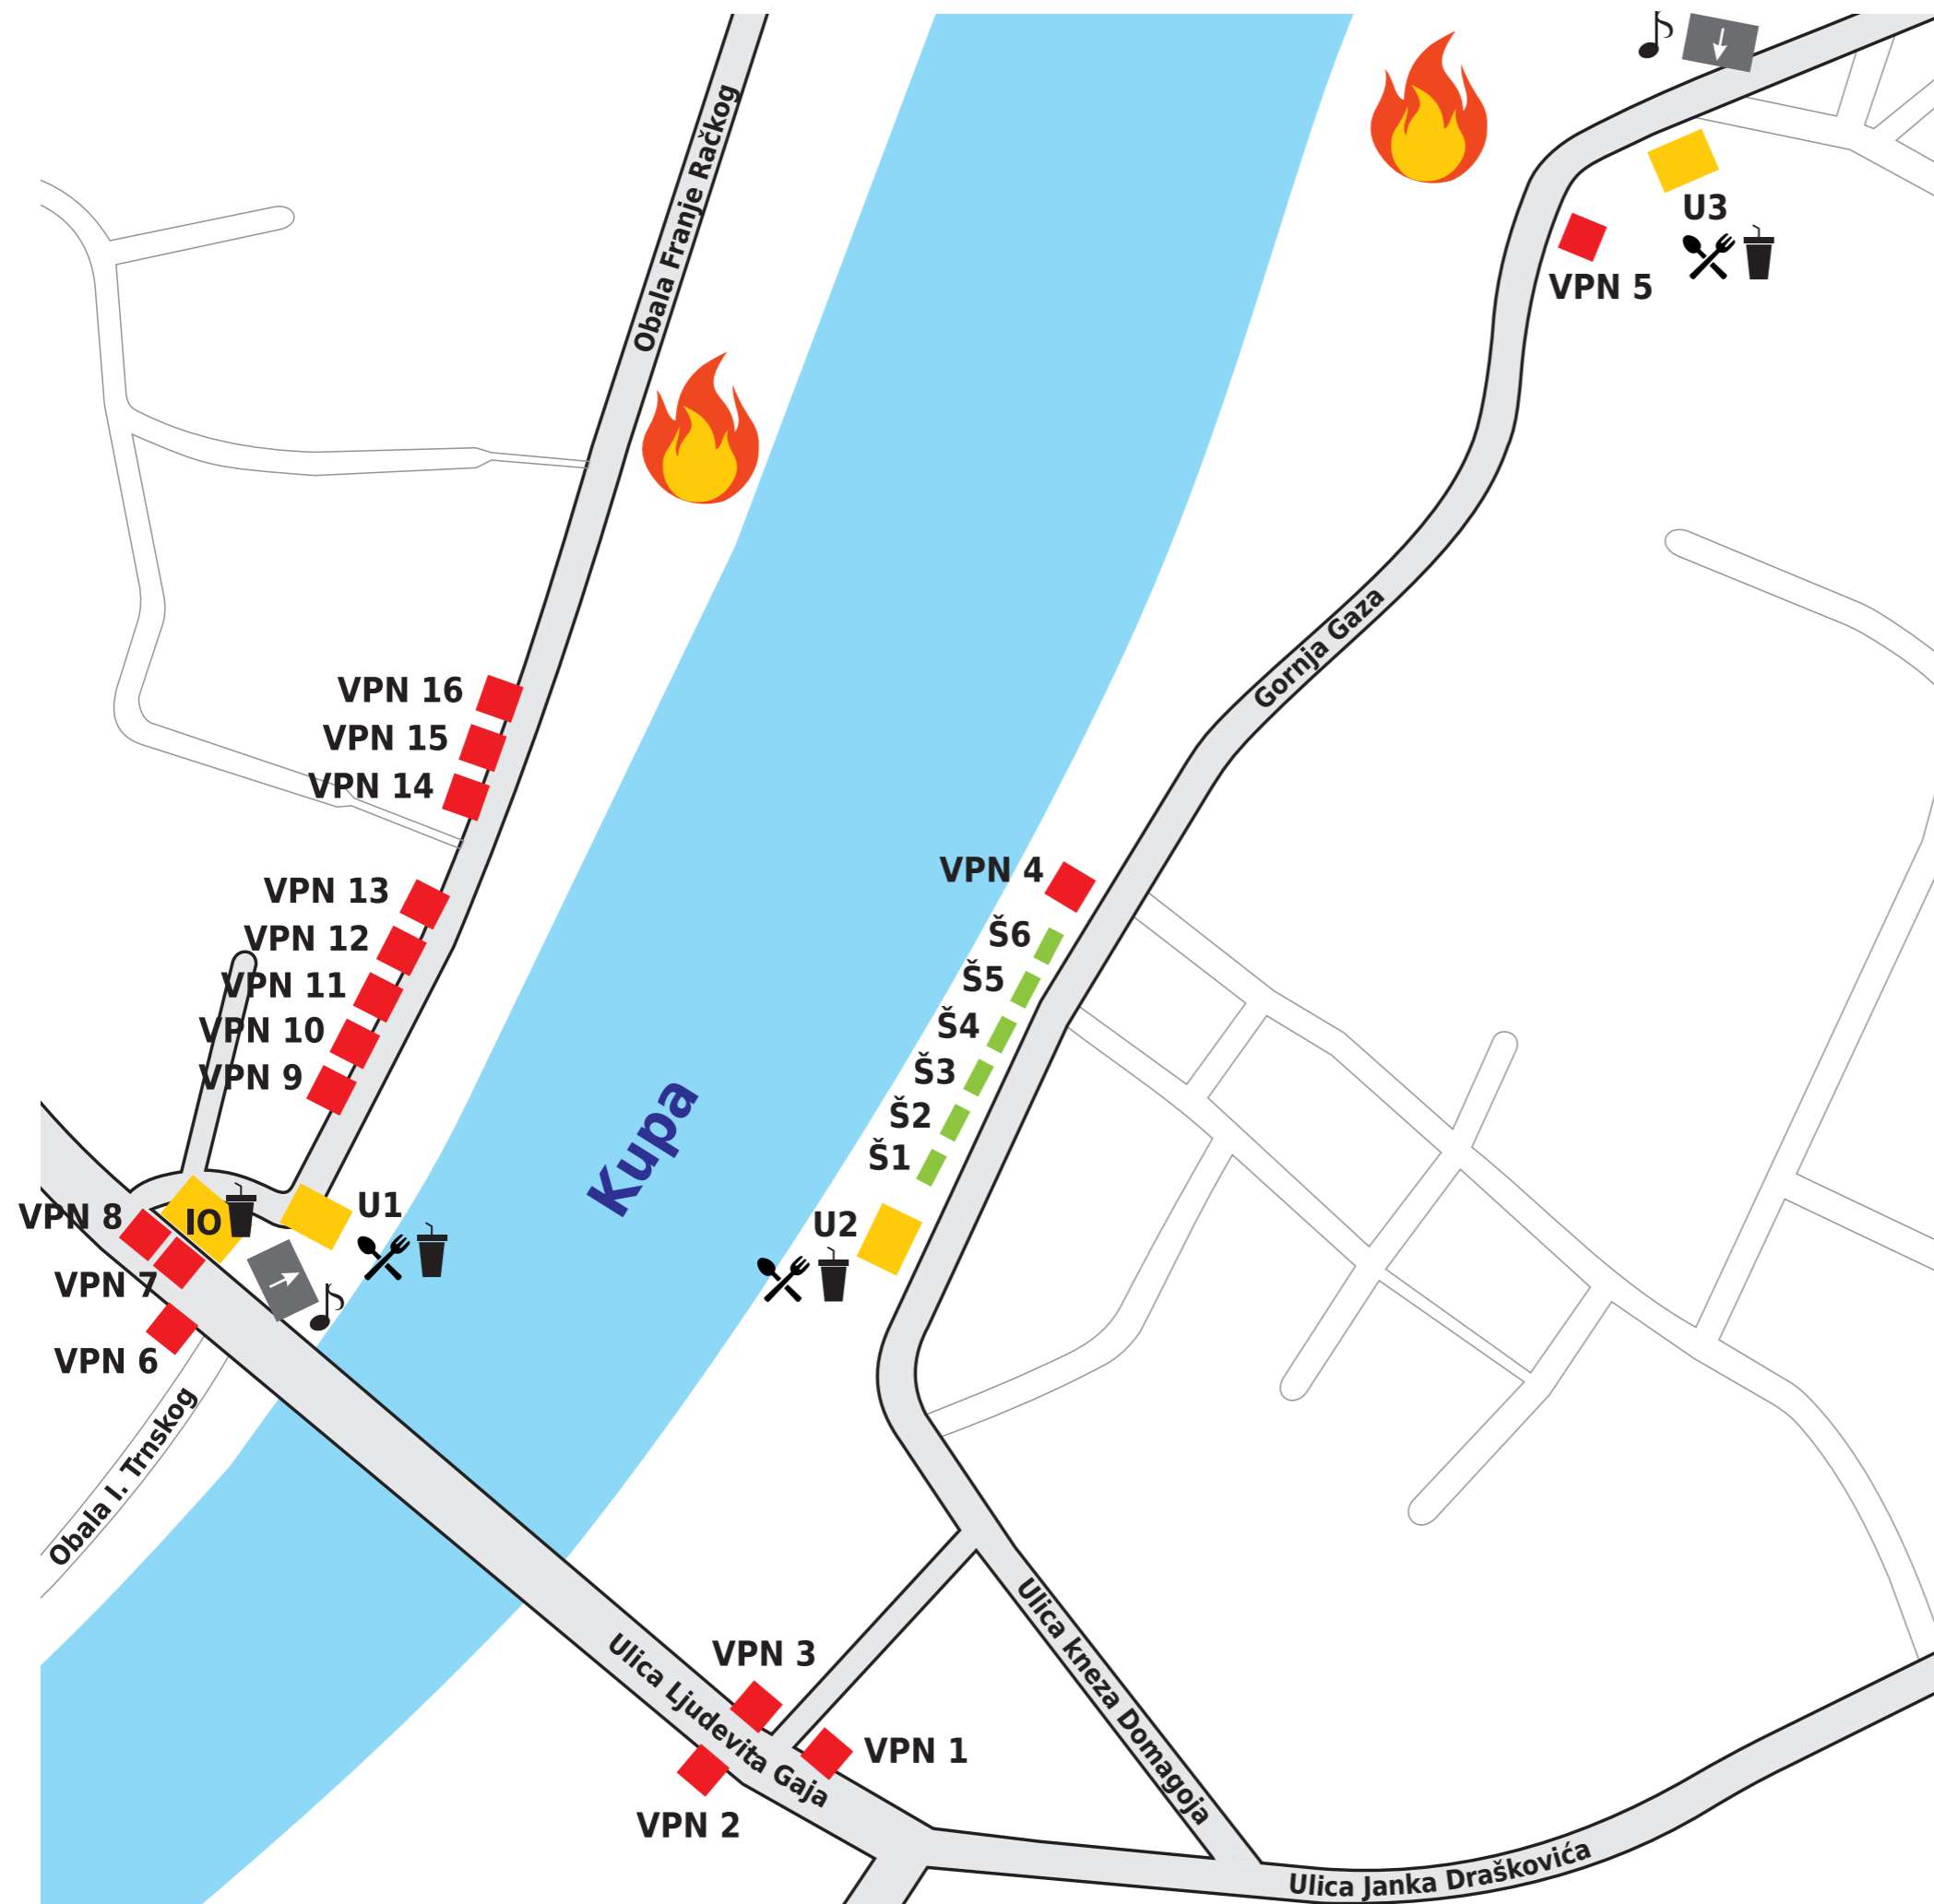 Obala Franje Račkog
U3
VPN 5
Gornja Gaza
VPN 16
VPN 15
VPN 14
VPN 13
VPN 12
VPN 11
VPN 10
VPN 9
VPN 4
Š6
Š5
Š4
Š3
Š2
Š1
Kupa
U1
U2
VPN 8
IO
VPN 7
VPN 6
Obala I. Trnskog
VPN 3
Ulica Ljudevita Gaja
VPN 1
VPN 2
Ulica kneza Domagoja
Ulica Janka Draškovića